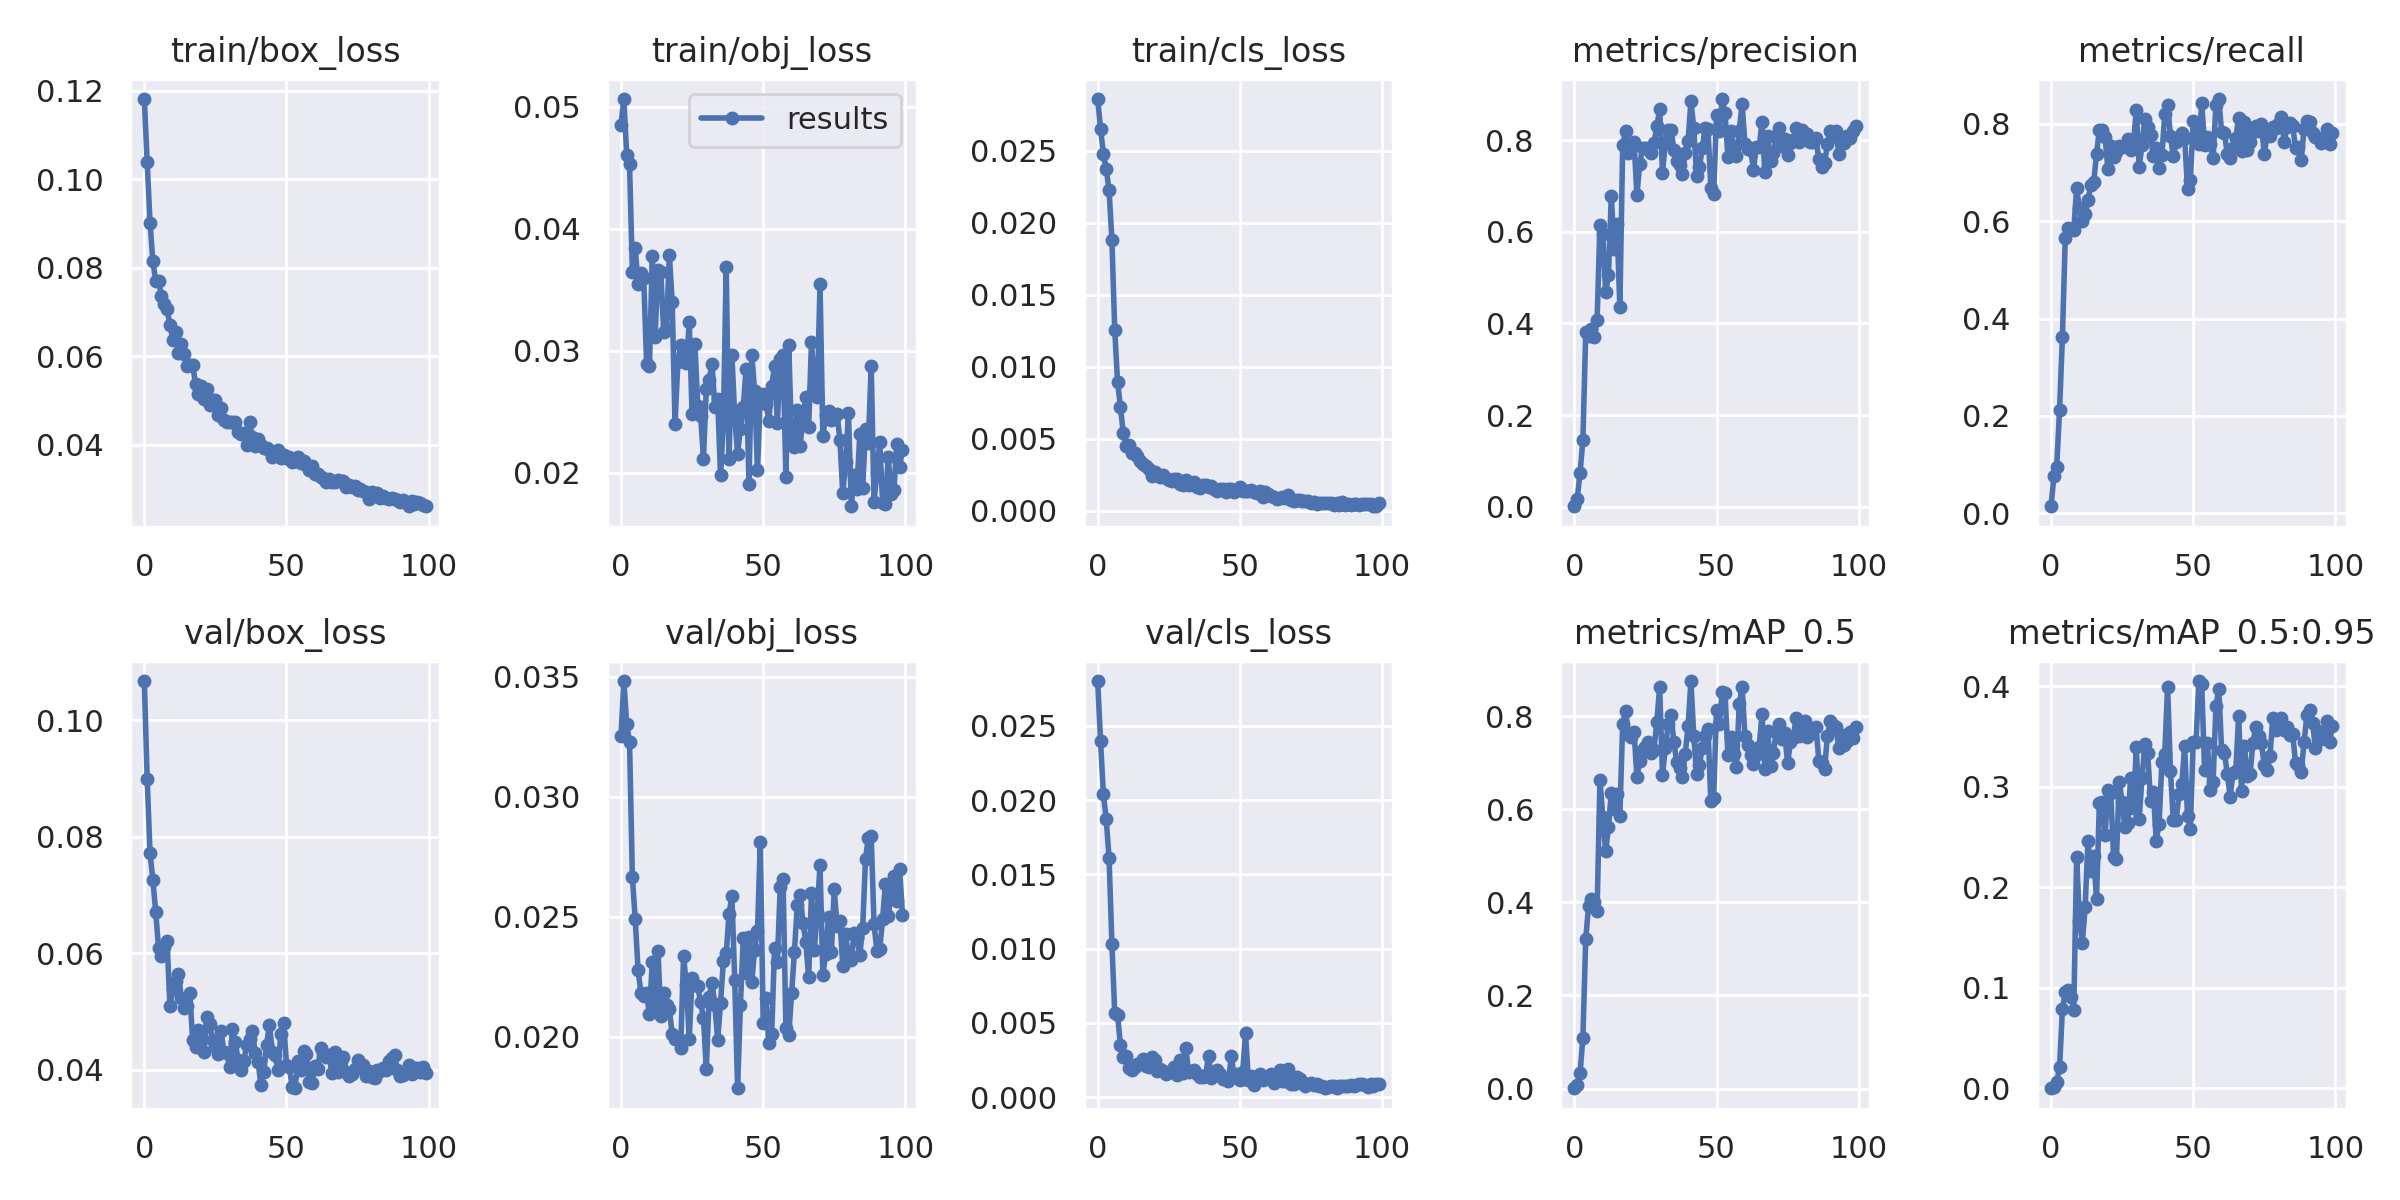 train/box_loss
0.12
0.10
0.08
0.06
0.04
0 50 100
train/obj_loss
results
0.05
0.04
0.03
0.02
0 50 100
train/cls_loss
0.025
0.020
0.015
0.010
0.005
0.000
0 50 100
metrics/precision
0.8
0.6
0.4
0.2
0.0
0 50 100
metrics/recall
0.8
0.6
0.4
0.2
0.0
0 50 100
val/box_loss
0.10
0.08
0.06
0.04
0 50 100
val/obj_loss
0.035
0.030
0.025
0.020
0 50 100
val/cls_loss
0.025
0.020
0.015
0.010
0.005
0.000
0 50 100
metrics/mAP_0.5
0.8
0.6
0.4
0.2
0.0
0 50 100
metrics/mAP_0.5:0.95
0.4
0.3
0.2
0.1
0.0
0 50 100